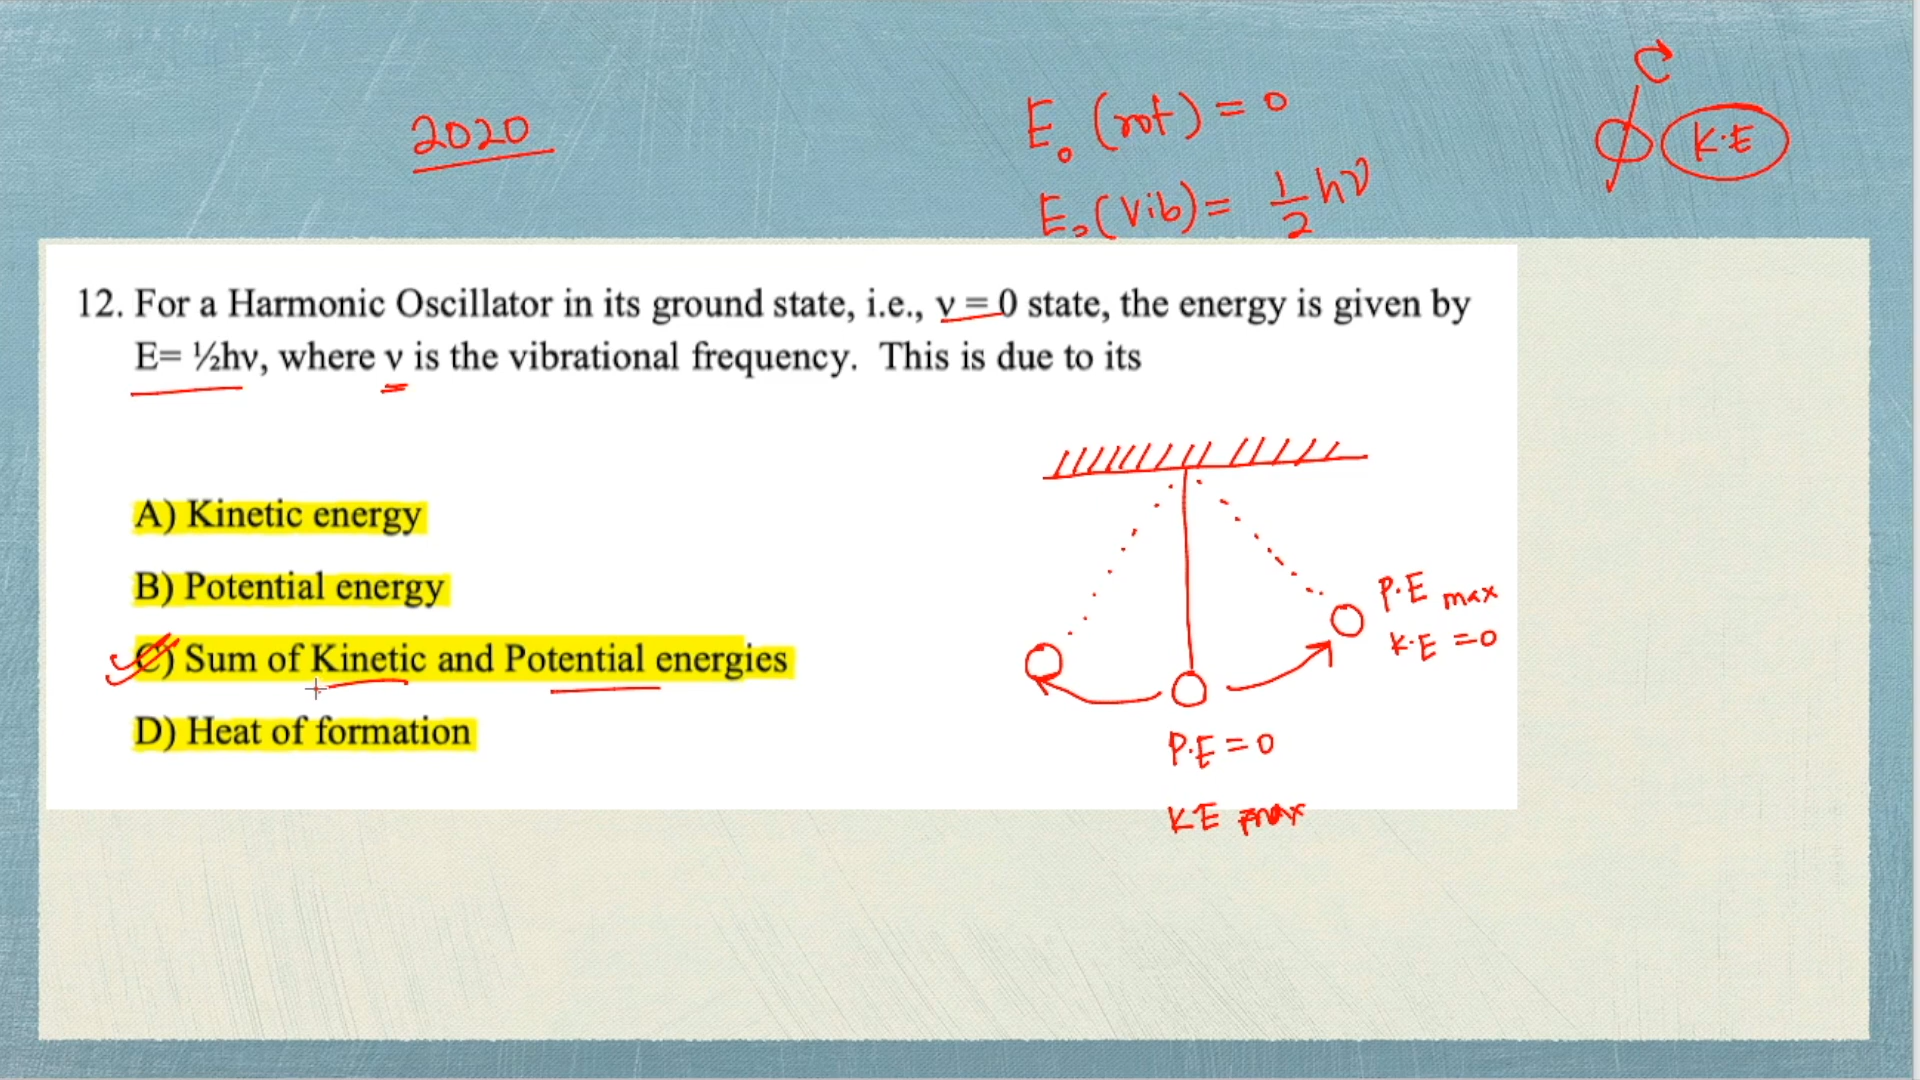 2020
E₀ (rot) = 0
E₀ (Vib) = 1/2 hν
K·E
12. For a Harmonic Oscillator in its ground state, i.e., v = 0 state, the energy is given by
E= ½hν, where ν is the vibrational frequency. This is due to its
A) Kinetic energy
B) Potential energy
C) Sum of Kinetic and Potential energies
D) Heat of formation
P·E max
K·E =0
P·E = 0
KE max